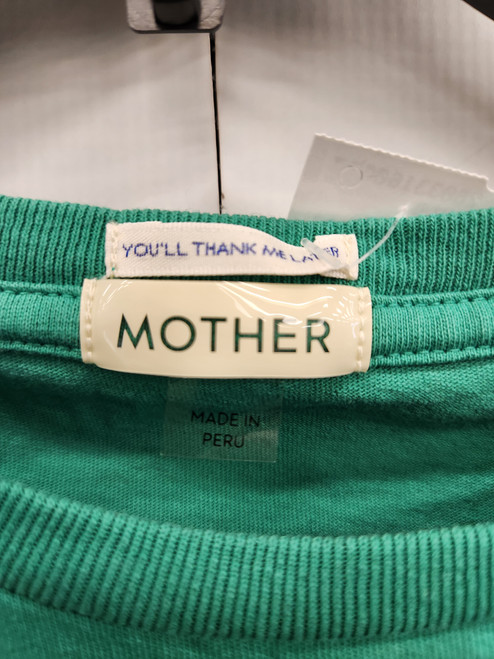 YOU'LL THANK ME LATER
MOTHER
MADE IN
PERU